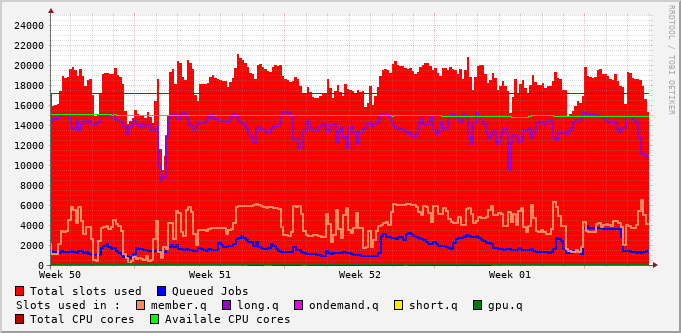 RRDTOOL / TOBI OETIKER
24000
22000
20000
18000
16000
14000
12000
10000
8000
6000
4000
2000
0
Week 50 Week 51 Week 52 Week 01
Total slots used Queued Jobs
Slots used in : member.q long.q ondemand.q short.q gpu.q
Total CPU cores Availale CPU cores